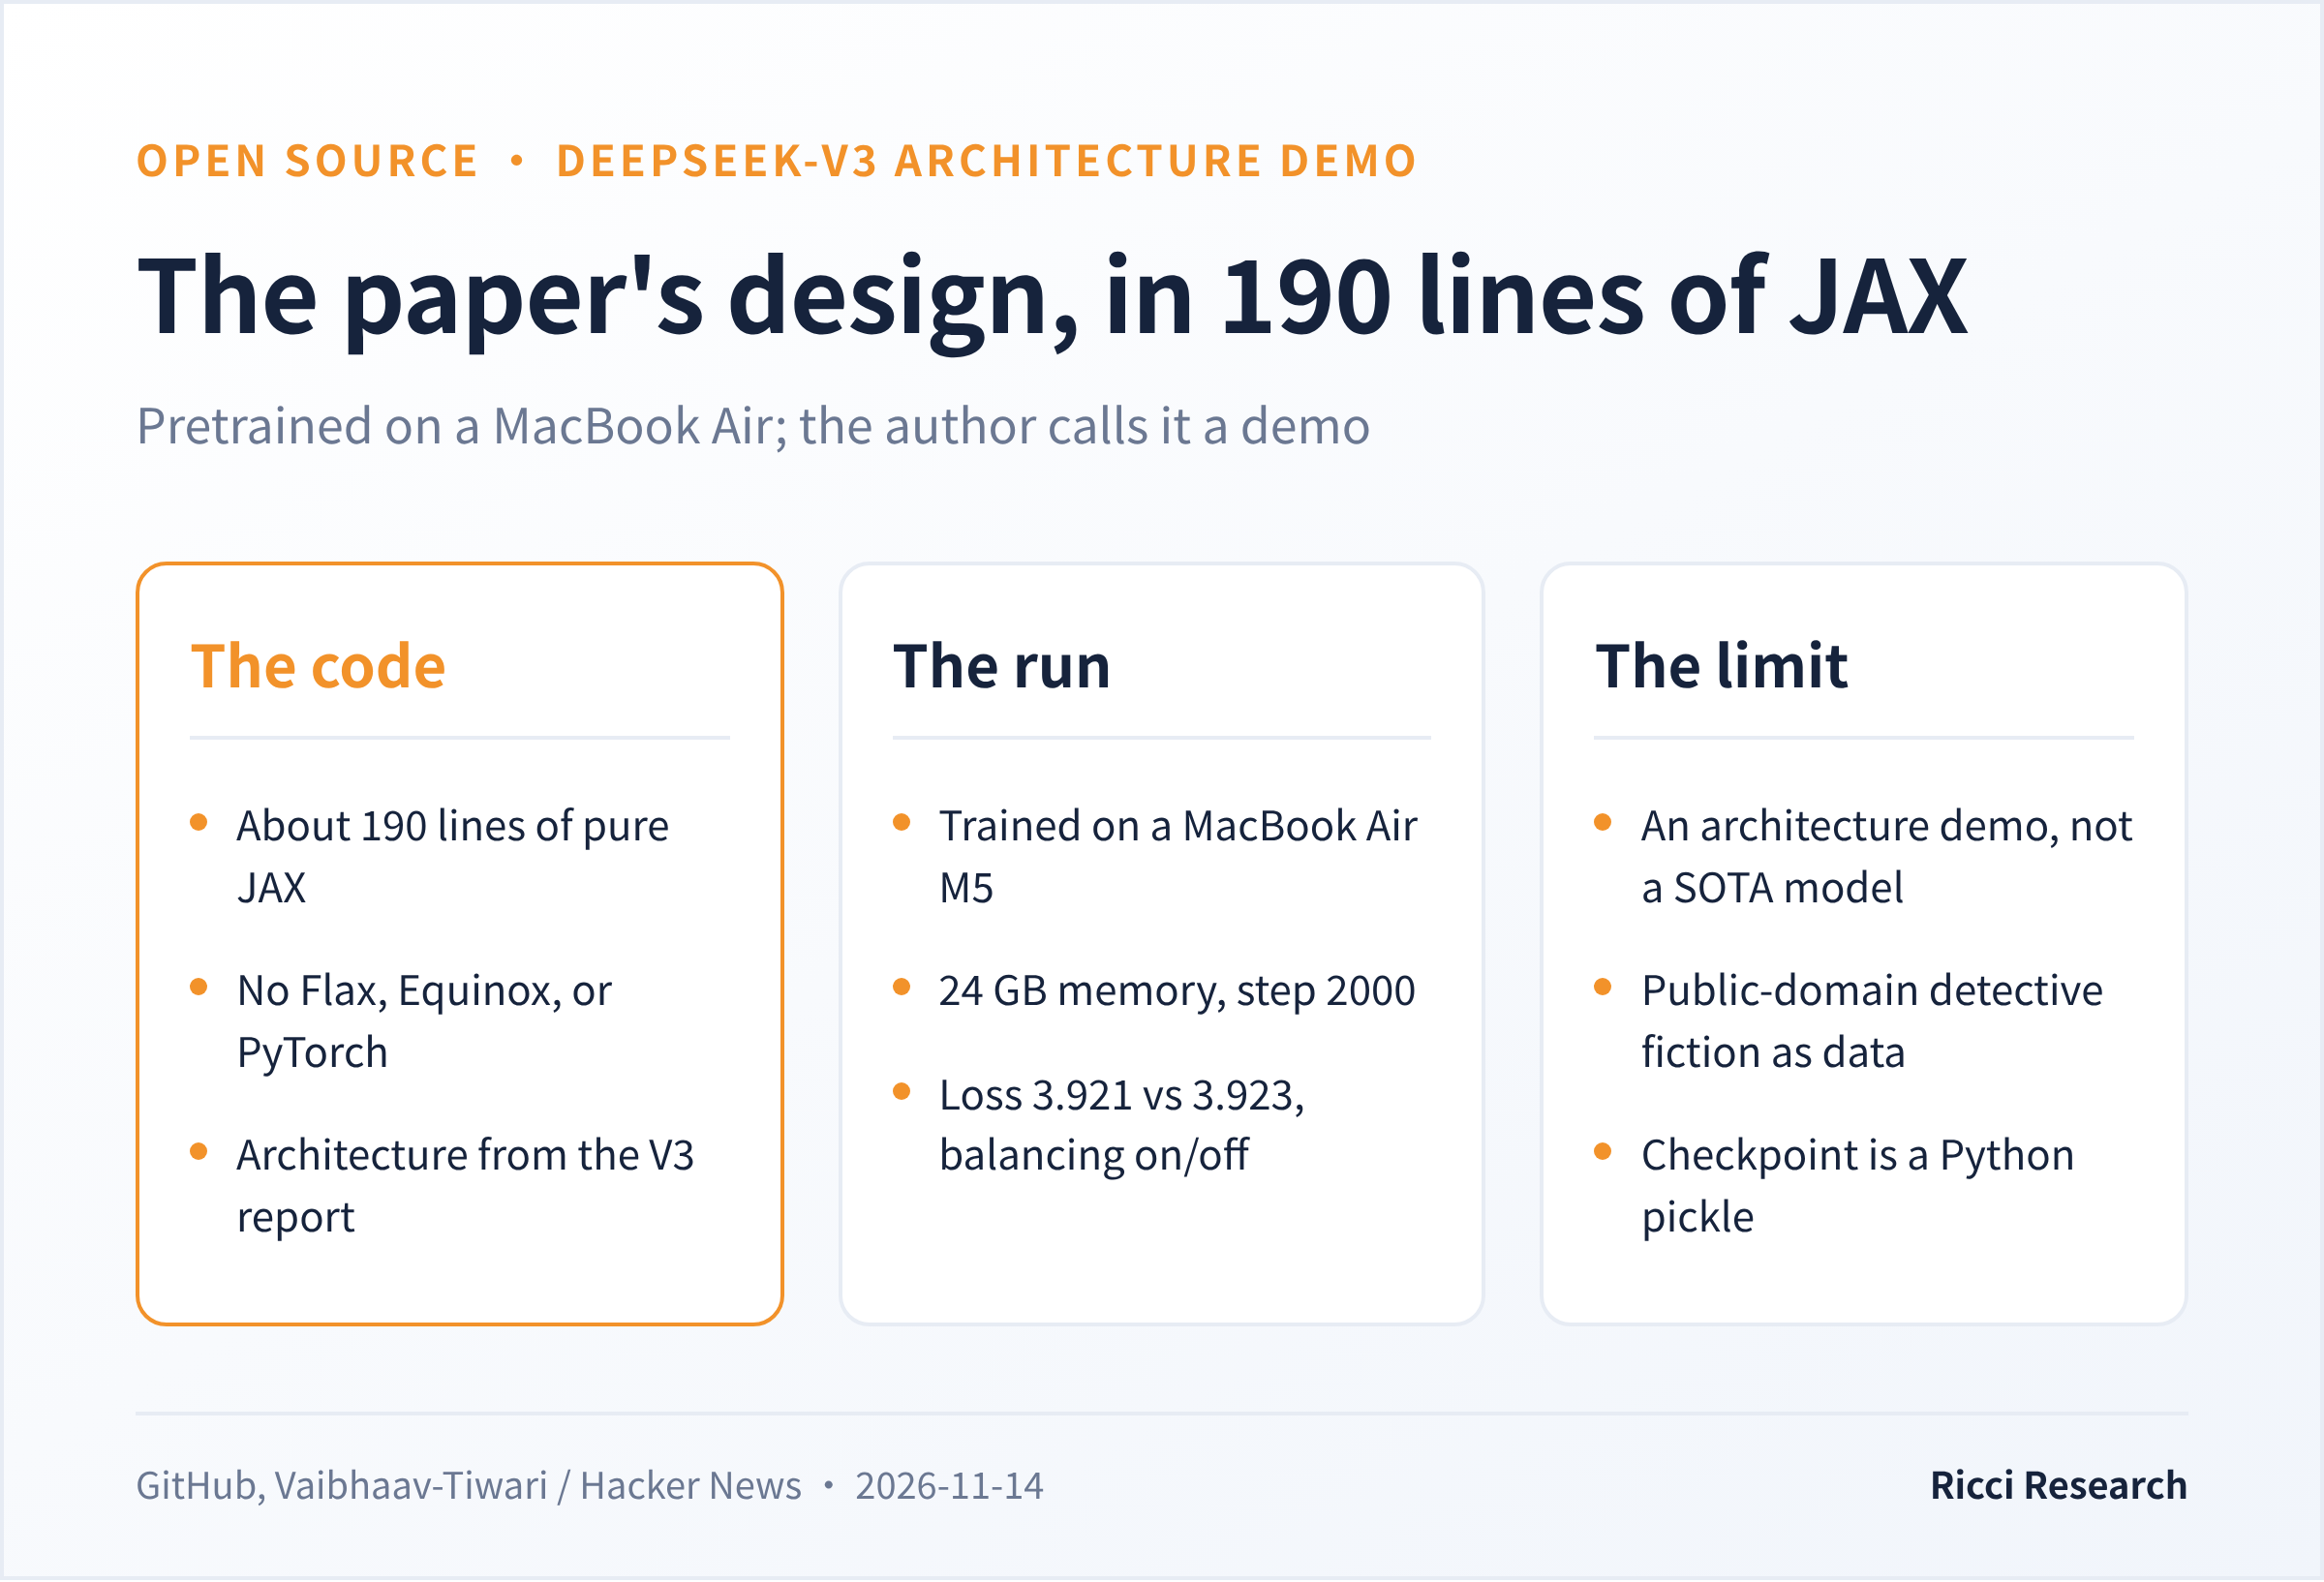 OPEN SOURCE • DEEPSEEK-V3 ARCHITECTURE DEMO
The paper's design, in 190 lines of JAX
Pretrained on a MacBook Air; the author calls it a demo
The code
About 190 lines of pure
JAX
No Flax, Equinox, or
PyTorch
Architecture from the V3
report
The run
Trained on a MacBook Air
M5
24 GB memory, step 2000
Loss 3.921 vs 3.923,
balancing on/off
The limit
An architecture demo, not
a SOTA model
Public-domain detective
fiction as data
Checkpoint is a Python
pickle
GitHub, Vaibhaav-Tiwari / Hacker News • 2026-11-14
Ricci Research